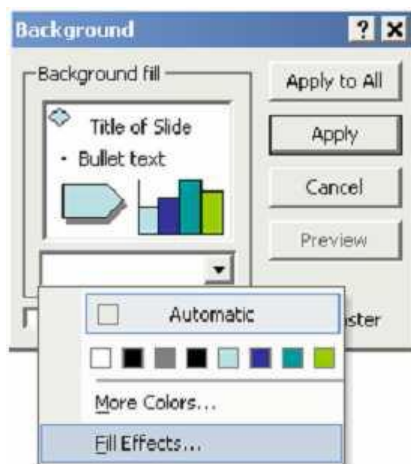 Background
Background fill
Title of Slide
• Bullet text
Apply to All
Apply
Cancel
Preview
Automatic
ster
More Colors...
Fill Effects...